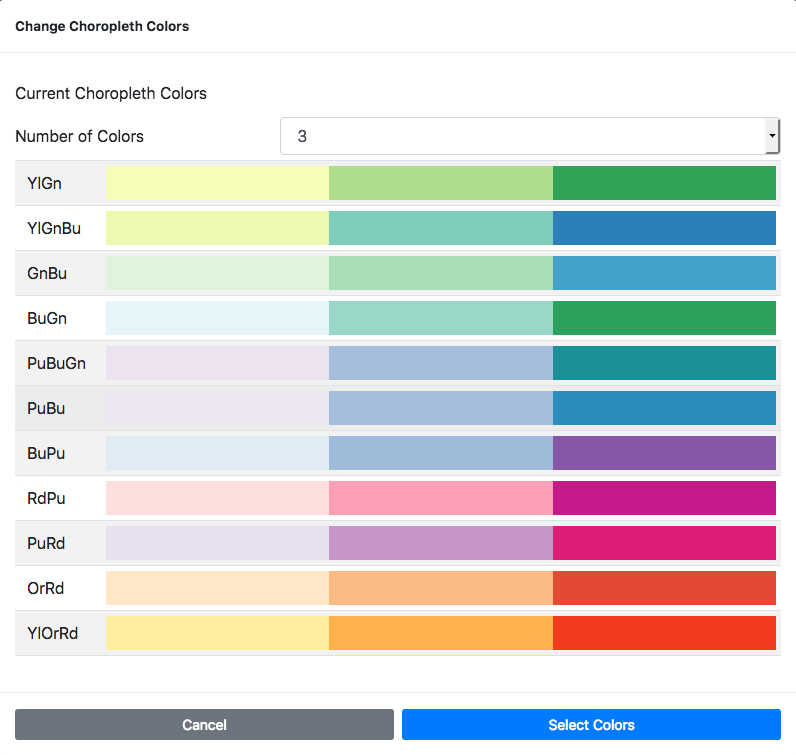 Change Choropleth Colors
Current Choropleth Colors
Number of Colors 3
YlGn
YlGnBu
GnBu
BuGn
PuBuGn
PuBu
BuPu
RdPu
PuRd
OrRd
YlOrRd
Cancel Select Colors